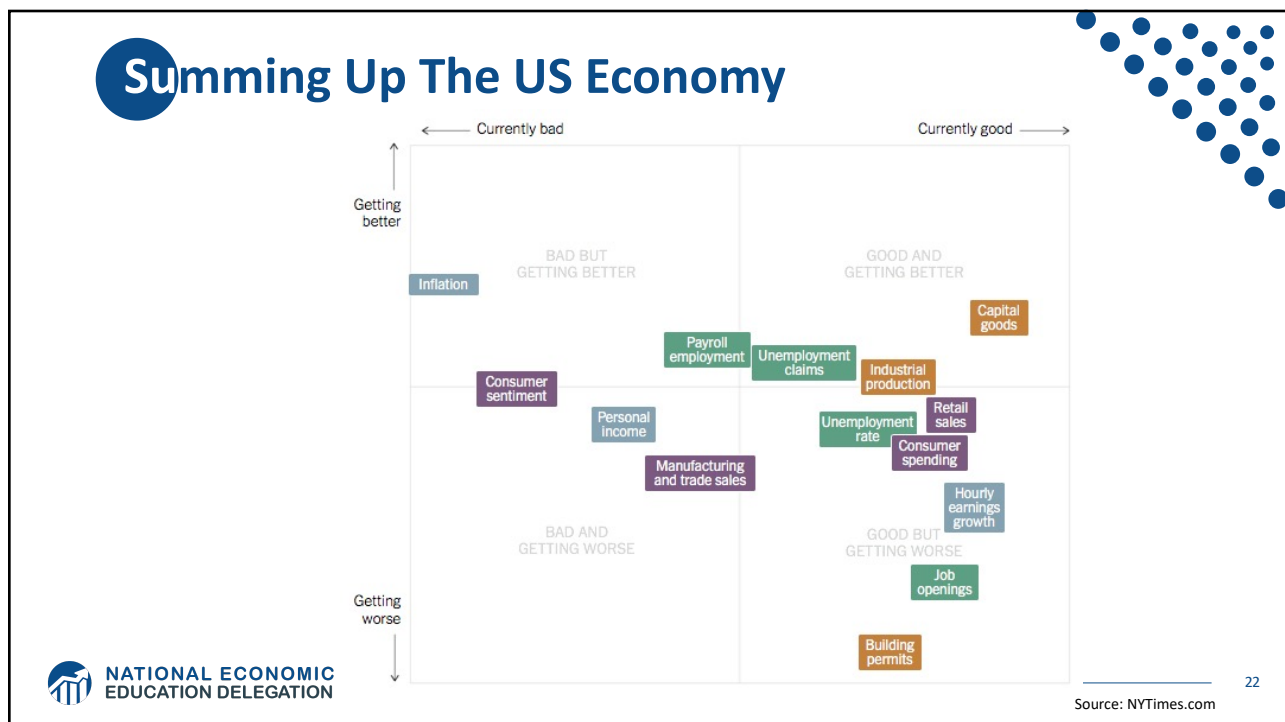 Summing Up The US Economy
Currently bad
Currently good
Getting
better
BAD BUT
GETTING BETTER
GOOD AND
GETTING BETTER
Inflation
Capital
goods
Payroll
employment
Unemployment
claims
Industrial
production
Consumer
sentiment
Personal
income
Retail
sales
Unemployment
rate
Consumer
spending
Manufacturing
and trade sales
Hourly
earnings
growth
BAD AND
GETTING WORSE
GOOD BUT
GETTING WORSE
Job
openings
Getting
worse
Building
permits
NATIONAL ECONOMIC
EDUCATION DELEGATION
22
Source: NYTimes.com